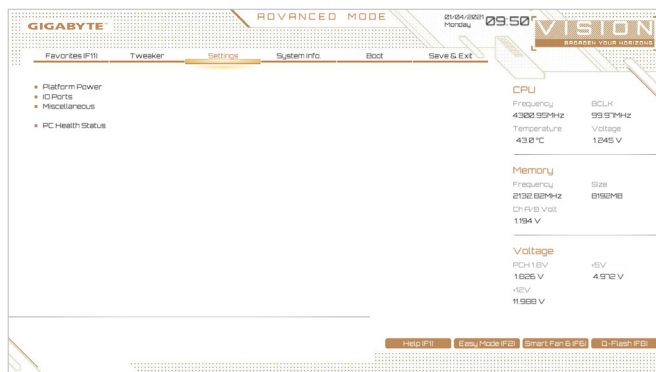 GIGABYTE
ADVANCED MODE
01/04/2021
Monday
09:50
VISION
BROADEN YOUR HORIZONS
Favorites (F11)
Tweaker
Settings
System Info.
Boot
Save & Exit
Platform Power
IO Ports
Miscellaneous
PC Health Status
CPU
Frequency BCLK
4300.95MHz 99.97MHz
Temperature Voltage
43.0 °C 1.245 V
Memory
Frequency Size
2132.82MHz 8192MB
Ch A/B Volt
1.194 V
Voltage
PCH 1.8V +5V
1.826 V 4.972 V
+12V
11.988 V
Help (F1)
Easy Mode (F2)
Smart Fan 6 (F6)
Q-Flash (F8)